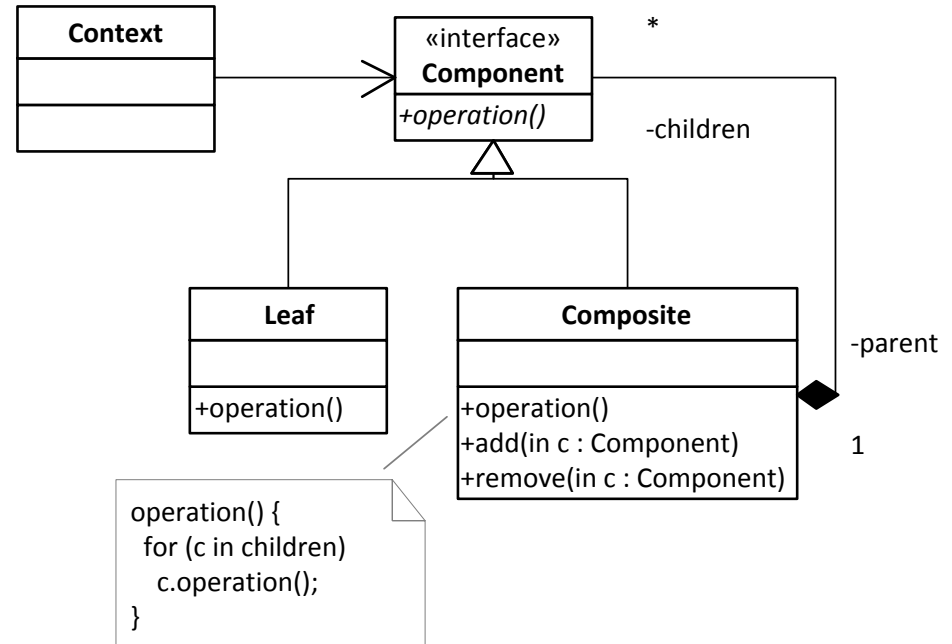 Context
«interface»
Component
+operation()
*
-children
Leaf
+operation()
Composite
+operation()
+add(in c : Component)
+remove(in c : Component)
-parent
1
operation() {
for (c in children)
c.operation();
}